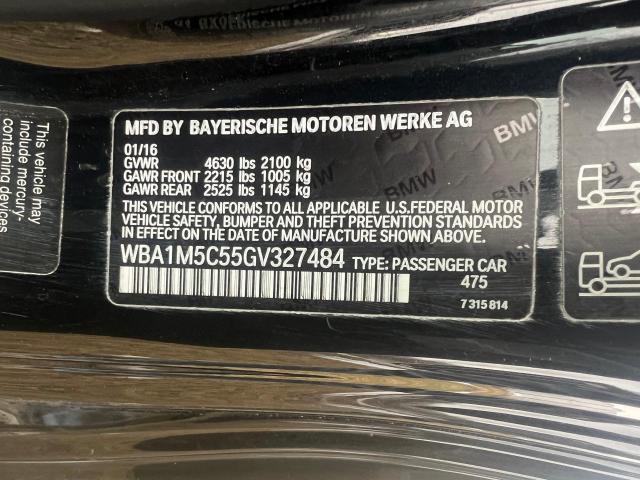 This vehicle may
include mercury-
containing devices
MFD BY BAYERISCHE MOTOREN WERKE AG
01/16
GVWR 4630 lbs 2100 kg
GAWR FRONT 2215 lbs 1005 kg
GAWR REAR 2525 lbs 1145 kg
THIS VEHICLE CONFORMS TO ALL APPLICABLE U.S.FEDERAL MOTOR
VEHICLE SAFETY, BUMPER AND THEFT PREVENTION STANDARDS
IN EFFECT ON THE DATE OF MANUFACTURE SHOWN ABOVE.
WBA1M5C55GV327484 TYPE: PASSENGER CAR
475
7 315 814
BMW
BMW